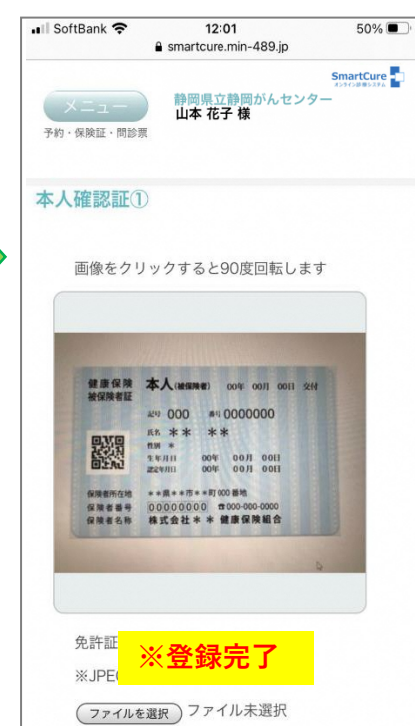 SoftBank 12:01 50%
smartcure.min-489.jp
SmartCure
オンライン診療システム
メニュー
予約・保険証・問診票
静岡県立静岡がんセンター
山本 花子 様
本人確認証①
画像をクリックすると90度回転します
健康保険 本人(被保険者) 00年 00月 00日 交付
被保険者証
記号 000 番号 0000000
氏名 ** **
性別 *
生年月日 00年 00月 00日
認定年月日 00年 00月 00日
保険者所在地 **県**市**町000番地
保険者番号 00000000 ☎000-000-0000
保険者名称 株式会社** 健康保険組合
免許証
※登録完了
※JPE
ファイルを選択 ファイル未選択